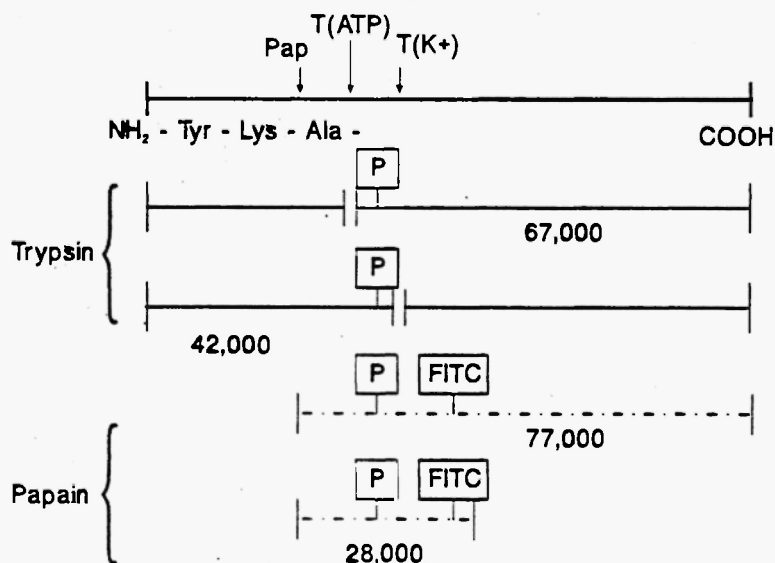 T(ATP)
Pap
T(K+)
NH₂ - Tyr - Lys - Ala -
COOH
P
67,000
Trypsin
P
42,000
P
FITC
77,000
Papain
P
FITC
28,000